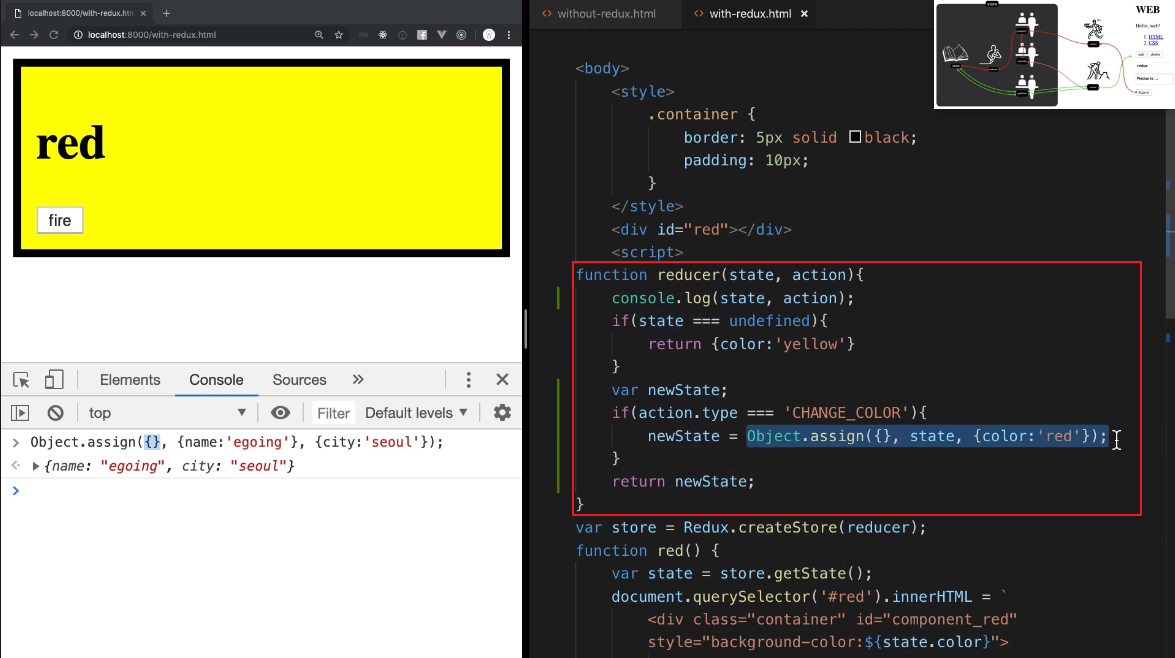 localhost:8000/with-redux.html
localhost:8000/with-redux.html
red
fire
Elements Console Sources »
top Filter Default levels
> Object.assign({}, {name:'egoing'}, {city:'seoul'});
{name: "egoing", city: "seoul"}
>
<> without-redux.html <> with-redux.html
<body>
<style>
.container {
border: 5px solid black;
padding: 10px;
}
</style>
<div id="red"></div>
<script>
function reducer(state, action){
console.log(state, action);
if(state === undefined){
return {color:'yellow'}
}
var newState;
if(action.type === 'CHANGE_COLOR'){
newState = Object.assign({}, state, {color:'red'});
}
return newState;
}
var store = Redux.createStore(reducer);
function red() {
var state = store.getState();
document.querySelector('#red').innerHTML = `
<div class="container" id="component_red"
style="background-color:${state.color}">
WEB
Hello, web!
1. HTML
2. CSS